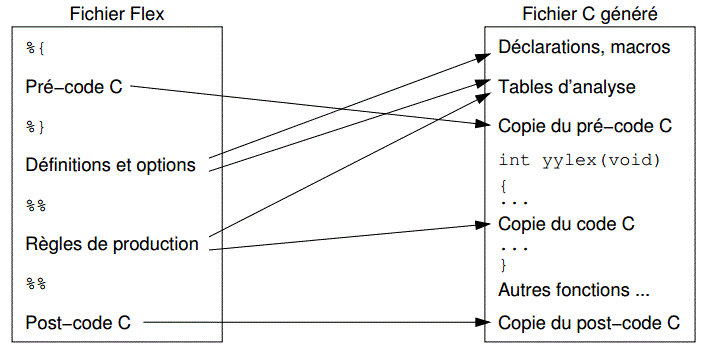 Fichier Flex
%{
Pré−code C
%}
Définitions et options
%%
Règles de production
%%
Post−code C
Fichier C généré
Déclarations, macros
Tables d'analyse
Copie du pré−code C
int yylex(void)
{
...
Copie du code C
...
}
Autres fonctions ...
Copie du post−code C